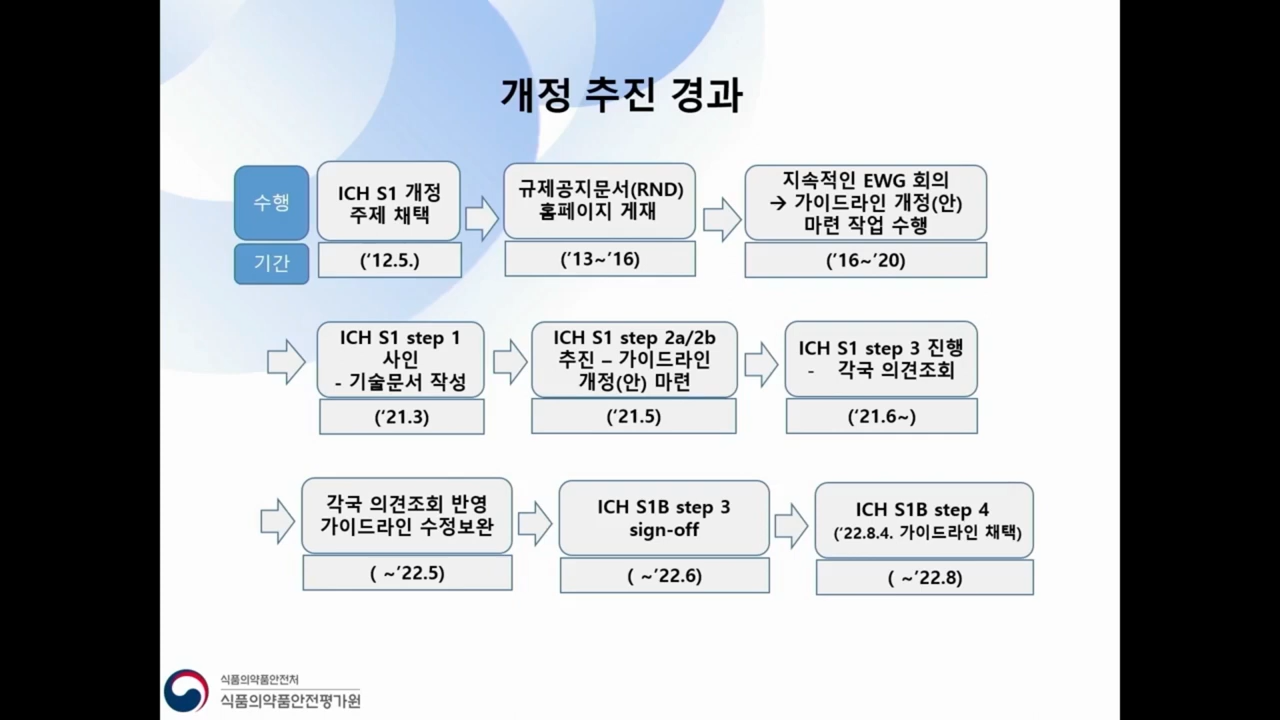 개정 추진 경과
수행
ICH S1 개정
주제 채택
규제공지문서(RND)
홈페이지 게재
지속적인 EWG 회의
→ 가이드라인 개정(안)
마련 작업 수행
기간
(‘12.5.)
(‘13~‘16)
(‘16~‘20)
ICH S1 step 1
사인
- 기술문서 작성
ICH S1 step 2a/2b
추진 – 가이드라인
개정(안) 마련
ICH S1 step 3 진행
- 각국 의견조회
(‘21.3)
(‘21.5)
(‘21.6~)
각국 의견조회 반영
가이드라인 수정보완
ICH S1B step 3
sign-off
ICH S1B step 4
(‘22.8.4. 가이드라인 채택)
( ~’22.5)
( ~’22.6)
( ~’22.8)
식품의약품안전처
식품의약품안전평가원